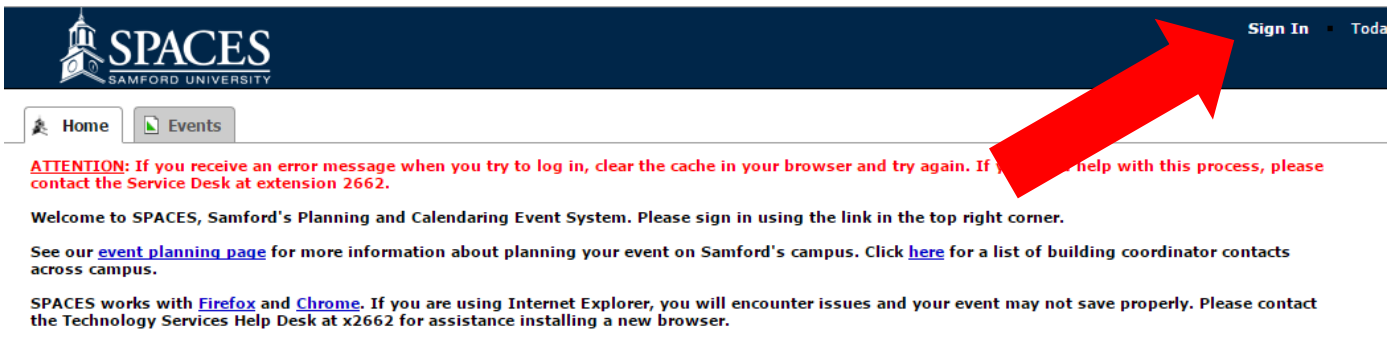 SPACES
SAMFORD UNIVERSITY
Sign In Toda
Home Events
ATTENTION: If you receive an error message when you try to log in, clear the cache in your browser and try again. If help with this process, please
contact the Service Desk at extension 2662.
Welcome to SPACES, Samford's Planning and Calendaring Event System. Please sign in using the link in the top right corner.
See our event planning page for more information about planning your event on Samford's campus. Click here for a list of building coordinator contacts
across campus.
SPACES works with Firefox and Chrome. If you are using Internet Explorer, you will encounter issues and your event may not save properly. Please contact
the Technology Services Help Desk at x2662 for assistance installing a new browser.